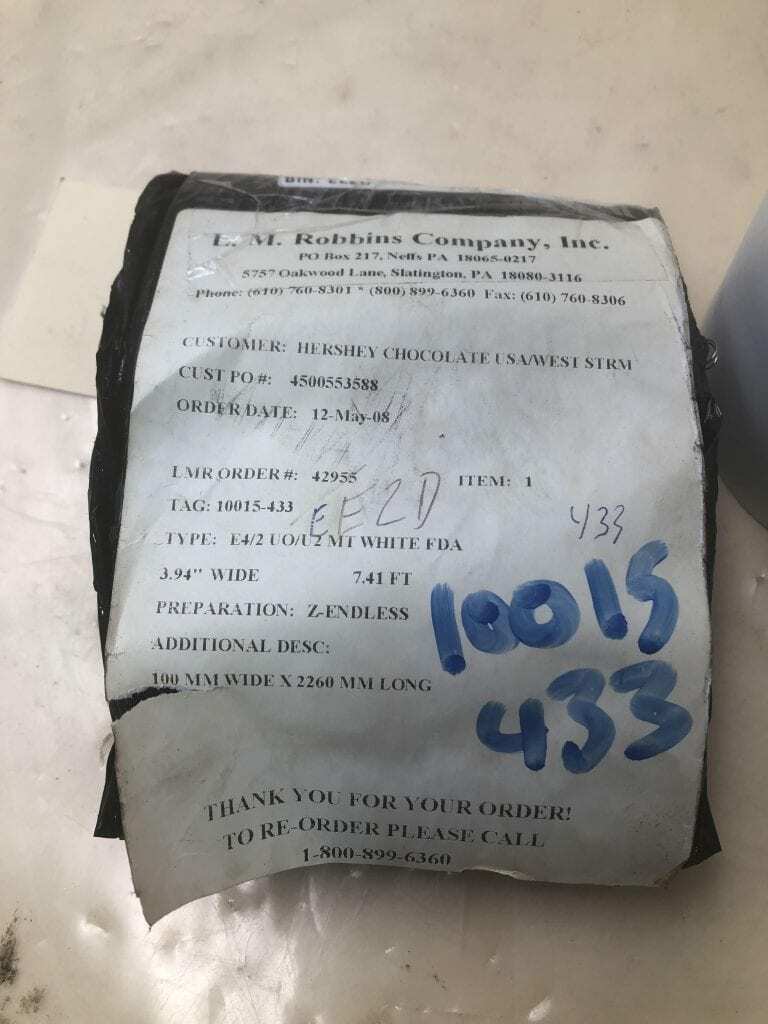 L. M. Robbins Company, Inc.
PO Box 217, Neffs PA 18065-0217
5757 Oakwood Lane, Slatington, PA 18080-3116
Phone: (610) 760-8301 * (800) 899-6360 Fax: (610) 760-8306
CUSTOMER: HERSHEY CHOCOLATE USA/WEST STRM
CUST PO #: 4500553588
ORDER DATE: 12-May-08
LMR ORDER #: 42955 ITEM: 1
TAG: 10015-433
EE2D
433
TYPE: E4/2 UO/U2 MT WHITE FDA
3.94" WIDE 7.41 FT
10015
PREPARATION: Z-ENDLESS
ADDITIONAL DESC:
100 MM WIDE X 2260 MM LONG
433
THANK YOU FOR YOUR ORDER!
TO RE-ORDER PLEASE CALL
1-800-899-6360